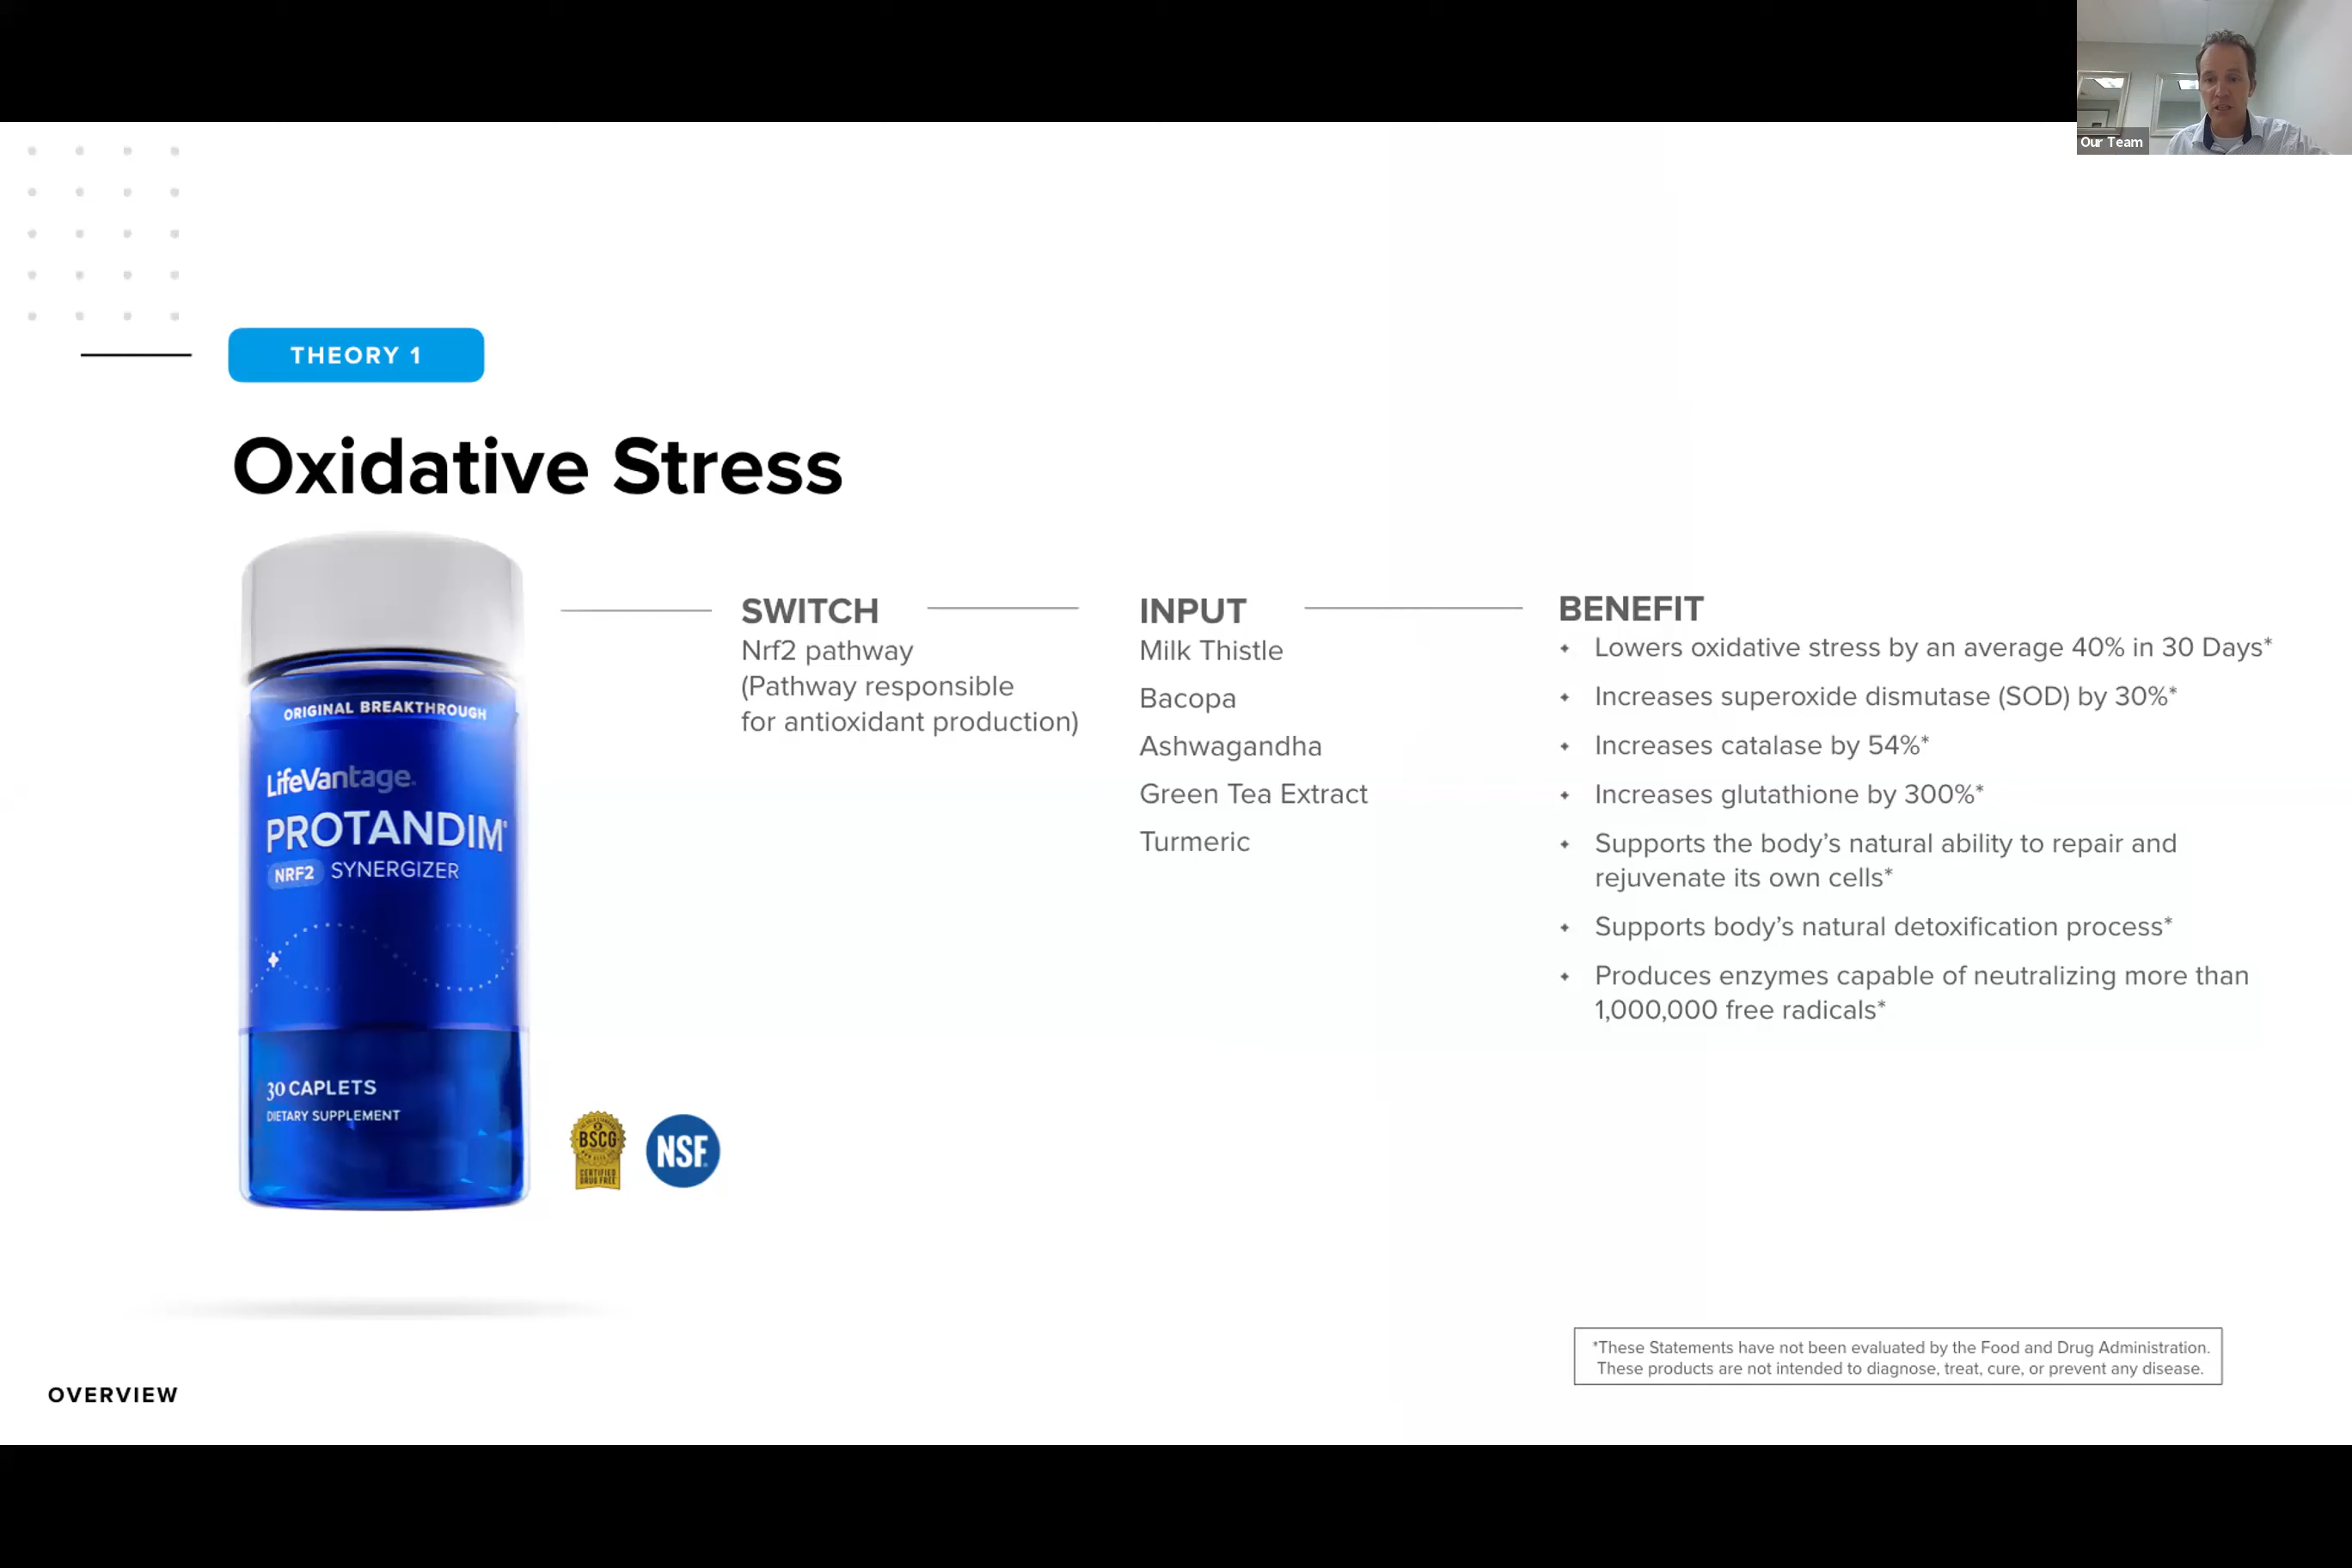 Our Team
THEORY 1
Oxidative Stress
ORIGINAL BREAKTHROUGH
LifeVantage.
PROTANDIM®
NRF2 SYNERGIZER
30 CAPLETS
DIETARY SUPPLEMENT
BSCG
CERTIFIED
DRUG FREE
NSF
SWITCH
Nrf2 pathway
(Pathway responsible
for antioxidant production)
INPUT
Milk Thistle
Bacopa
Ashwagandha
Green Tea Extract
Turmeric
BENEFIT
Lowers oxidative stress by an average 40% in 30 Days*
Increases superoxide dismutase (SOD) by 30%*
Increases catalase by 54%*
Increases glutathione by 300%*
Supports the body’s natural ability to repair and
rejuvenate its own cells*
Supports body’s natural detoxification process*
Produces enzymes capable of neutralizing more than
1,000,000 free radicals*
*These Statements have not been evaluated by the Food and Drug Administration.
These products are not intended to diagnose, treat, cure, or prevent any disease.
OVERVIEW